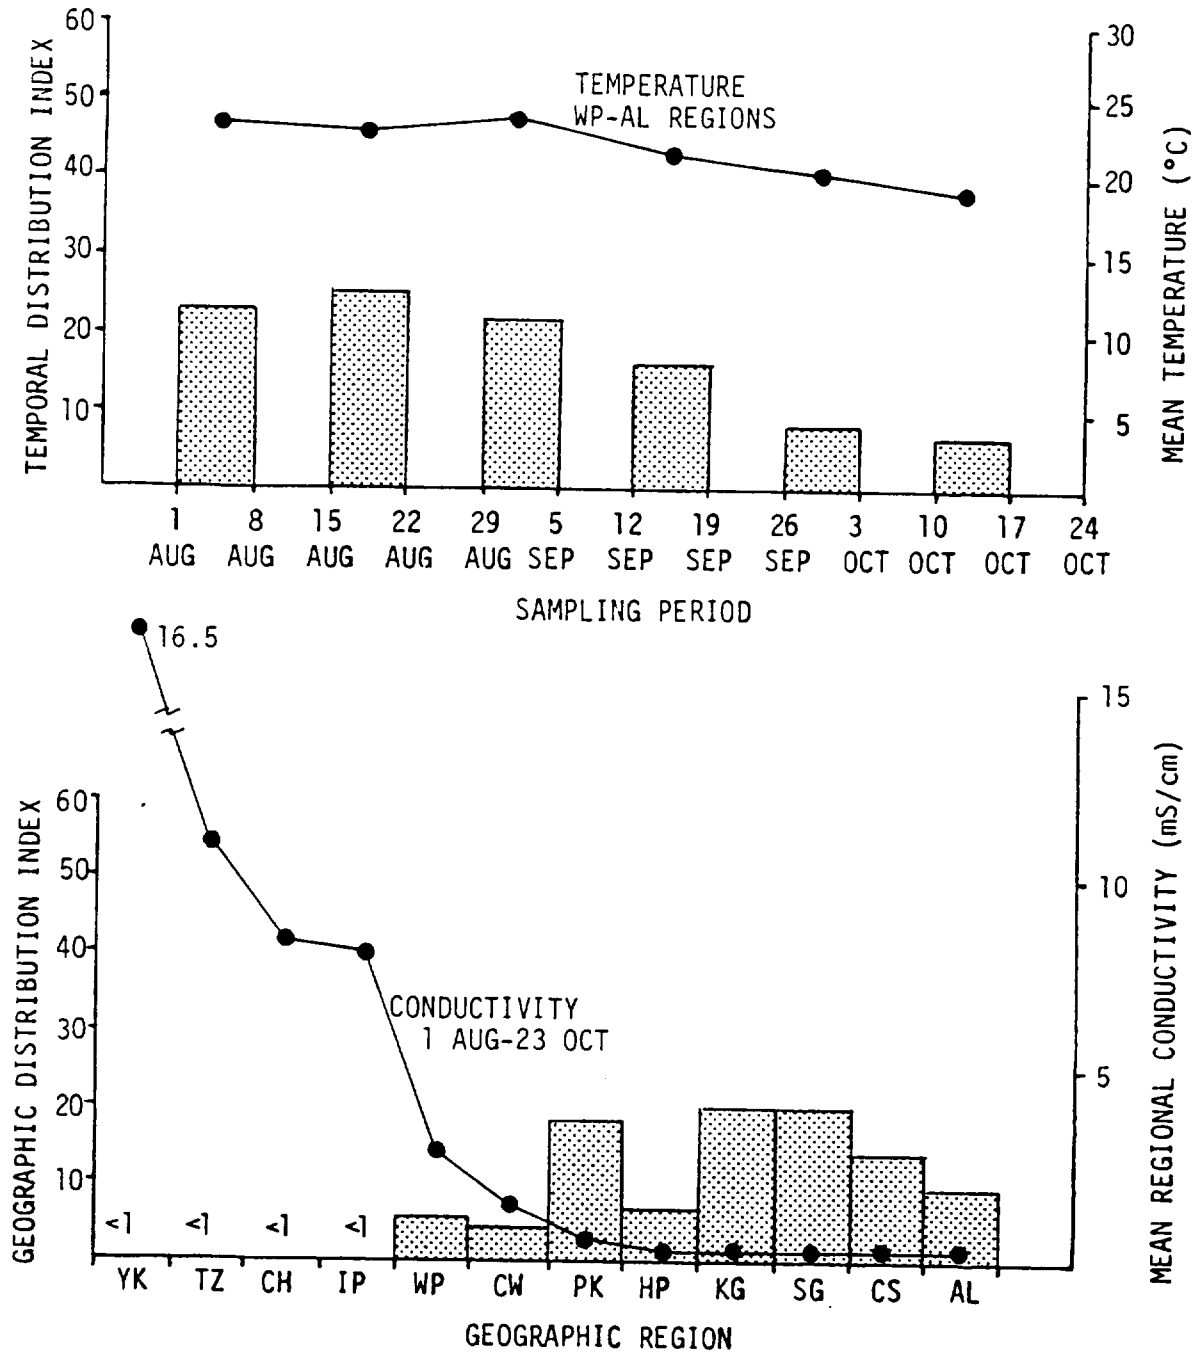 60
50
40
30
20
10
TEMPORAL DISTRIBUTION INDEX
TEMPERATURE
WP-AL REGIONS
30
25
20
15
10
5
MEAN TEMPERATURE (°C)
1 8 15 22 29 5 12 19 26 3 10 17 24
AUG AUG AUG AUG AUG SEP SEP SEP SEP OCT OCT OCT OCT
SAMPLING PERIOD
16.5
60
50
40
30
20
10
GEOGRAPHIC DISTRIBUTION INDEX
CONDUCTIVITY
1 AUG-23 OCT
<1 <1 <1 <1
15
10
5
MEAN REGIONAL CONDUCTIVITY (mS/cm)
YK TZ CH IP WP CW PK HP KG SG CS AL
GEOGRAPHIC REGION